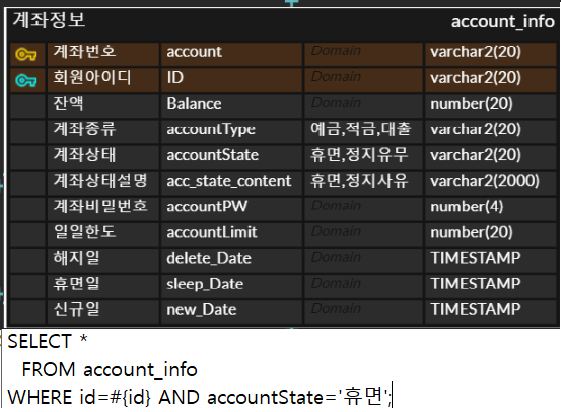 계좌정보 account_info
계좌번호 account Domain varchar2(20)
회원아이디 ID Domain varchar2(20)
잔액 Balance Domain number(20)
계좌종류 accountType 예금,적금,대출 varchar2(20)
계좌상태 accountState 휴면,정지유무 varchar2(20)
계좌상태설명 acc_state_content 휴면,정지사유 varchar2(2000)
계좌비밀번호 accountPW Domain number(4)
일일한도 accountLimit Domain number(20)
해지일 delete_Date Domain TIMESTAMP
휴면일 sleep_Date Domain TIMESTAMP
신규일 new_Date Domain TIMESTAMP
SELECT *
FROM account_info
WHERE id=#{id} AND accountState='휴면';